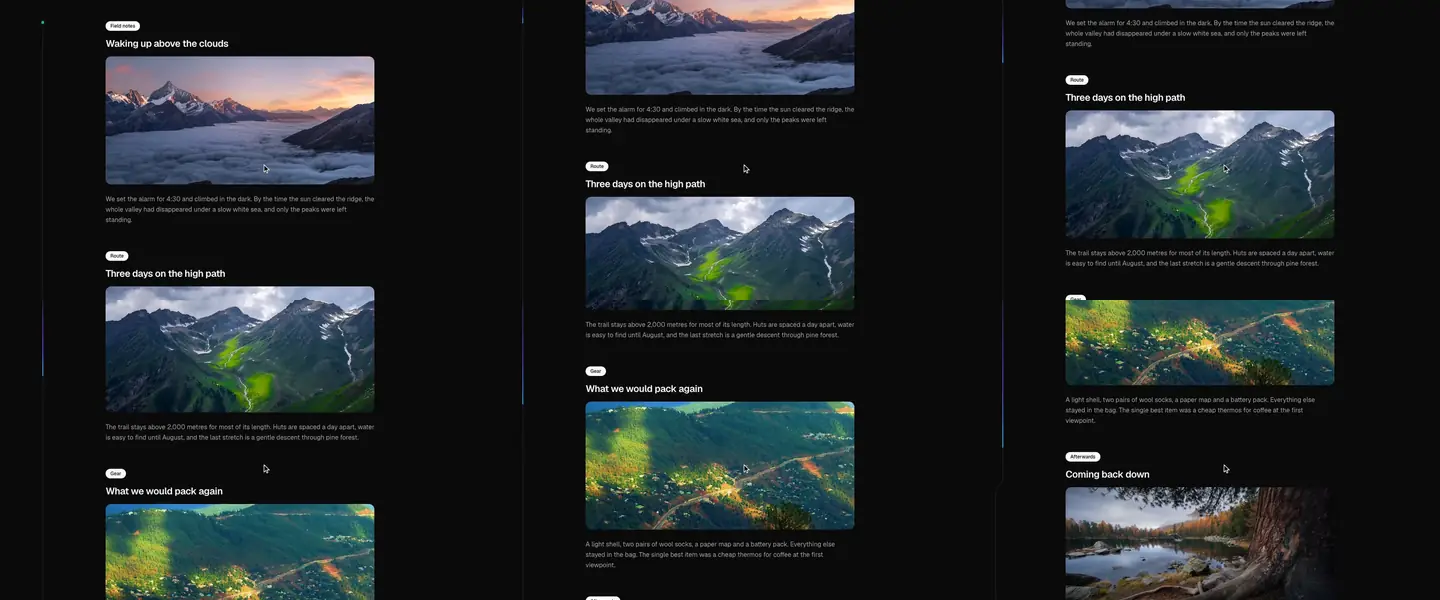 Field notes
Waking up above the clouds
We set the alarm for 4:30 and climbed in the dark. By the time the sun cleared the ridge, the
whole valley had disappeared under a slow white sea, and only the peaks were left
standing.
Route
Three days on the high path
The trail stays above 2,000 metres for most of its length. Huts are spaced a day apart, water
is easy to find until August, and the last stretch is a gentle descent through pine forest.
Gear
What we would pack again
We set the alarm for 4:30 and climbed in the dark. By the time the sun cleared the ridge, the
whole valley had disappeared under a slow white sea, and only the peaks were left
standing.
Route
Three days on the high path
The trail stays above 2,000 metres for most of its length. Huts are spaced a day apart, water
is easy to find until August, and the last stretch is a gentle descent through pine forest.
Gear
What we would pack again
A light shell, two pairs of wool socks, a paper map and a battery pack. Everything else
stayed in the bag. The single best item was a cheap thermos for coffee at the first
viewpoint.
We set the alarm for 4:30 and climbed in the dark. By the time the sun cleared the ridge, the
whole valley had disappeared under a slow white sea, and only the peaks were left
standing.
Route
Three days on the high path
The trail stays above 2,000 metres for most of its length. Huts are spaced a day apart, water
is easy to find until August, and the last stretch is a gentle descent through pine forest.
A light shell, two pairs of wool socks, a paper map and a battery pack. Everything else
stayed in the bag. The single best item was a cheap thermos for coffee at the first
viewpoint.
Afterwards
Coming back down